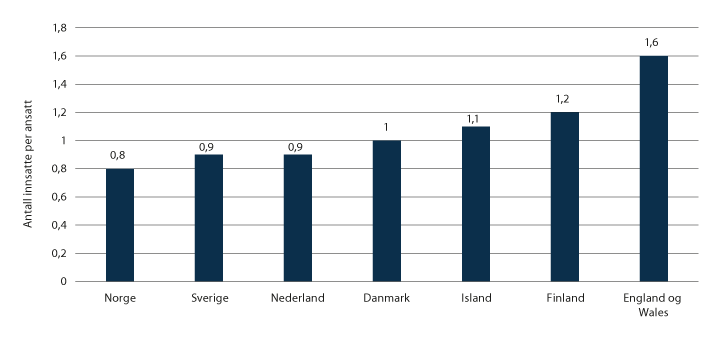 Antall innsatte per ansatt
1,8
1,6
1,4
1,2
1
0,8
0,6
0,4
0,2
0
0,8
0,9
0,9
1
1,1
1,2
1,6
Norge
Sverige
Nederland
Danmark
Island
Finland
England og
Wales